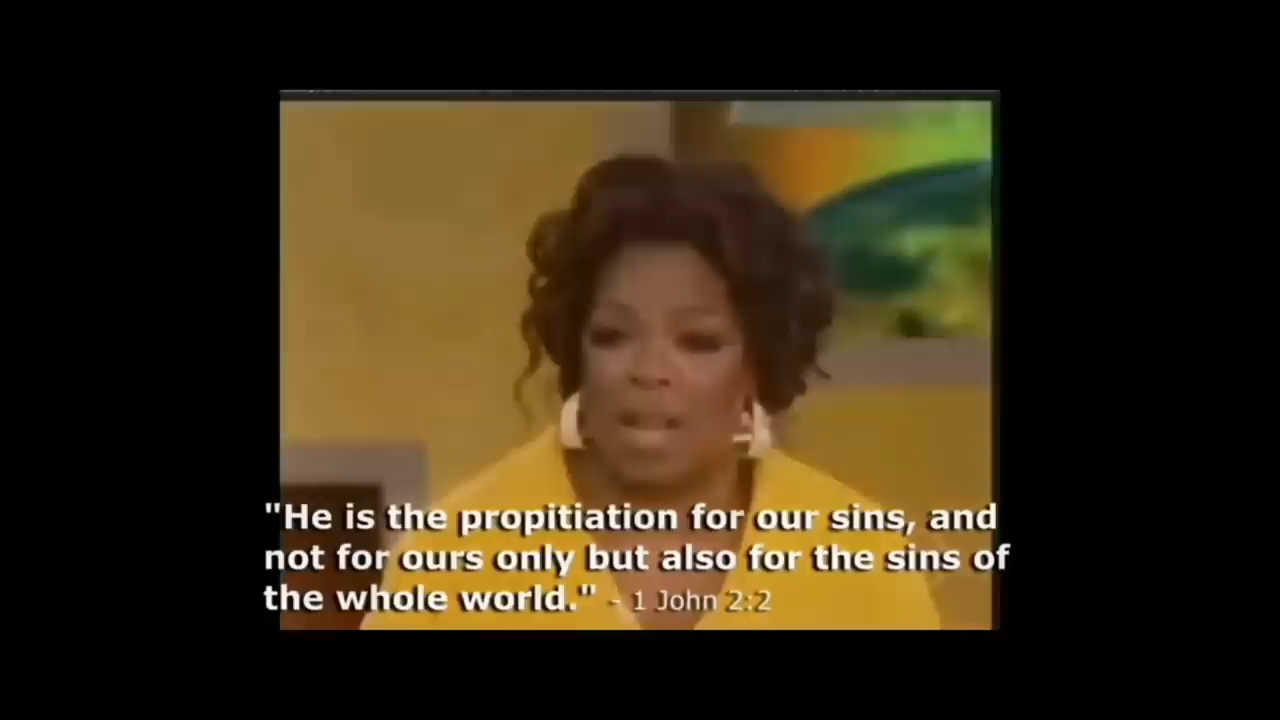 "He is the propitiation for our sins, and
not for ours only but also for the sins of
the whole world." - 1 John 2:2